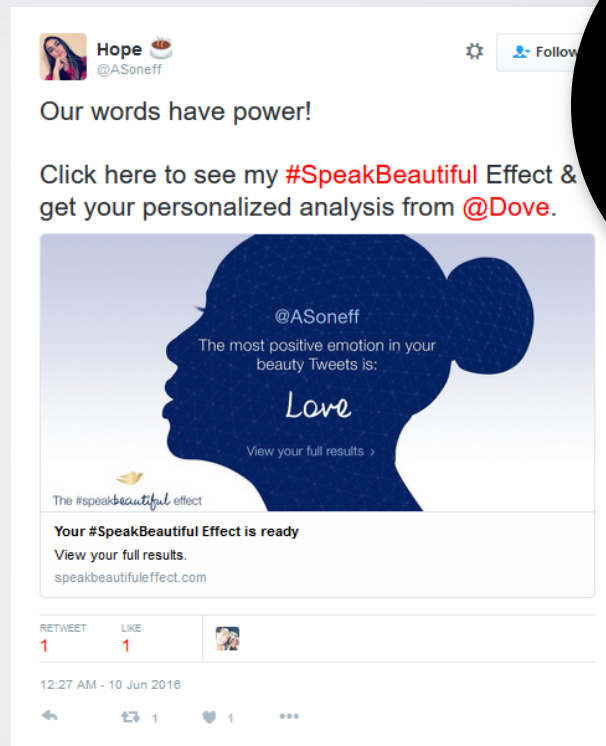 Hope
@ASoneff
Follow
Our words have power!
Click here to see my #SpeakBeautiful Effect &
get your personalized analysis from @Dove.
@ASoneff
The most positive emotion in your
beauty Tweets is:
Love
View your full results ›
The #speakbeautiful effect
Your #SpeakBeautiful Effect is ready
View your full results.
speakbeautifuleffect.com
RETWEET LIKE
1 1
12:27 AM - 10 Jun 2016
1 1